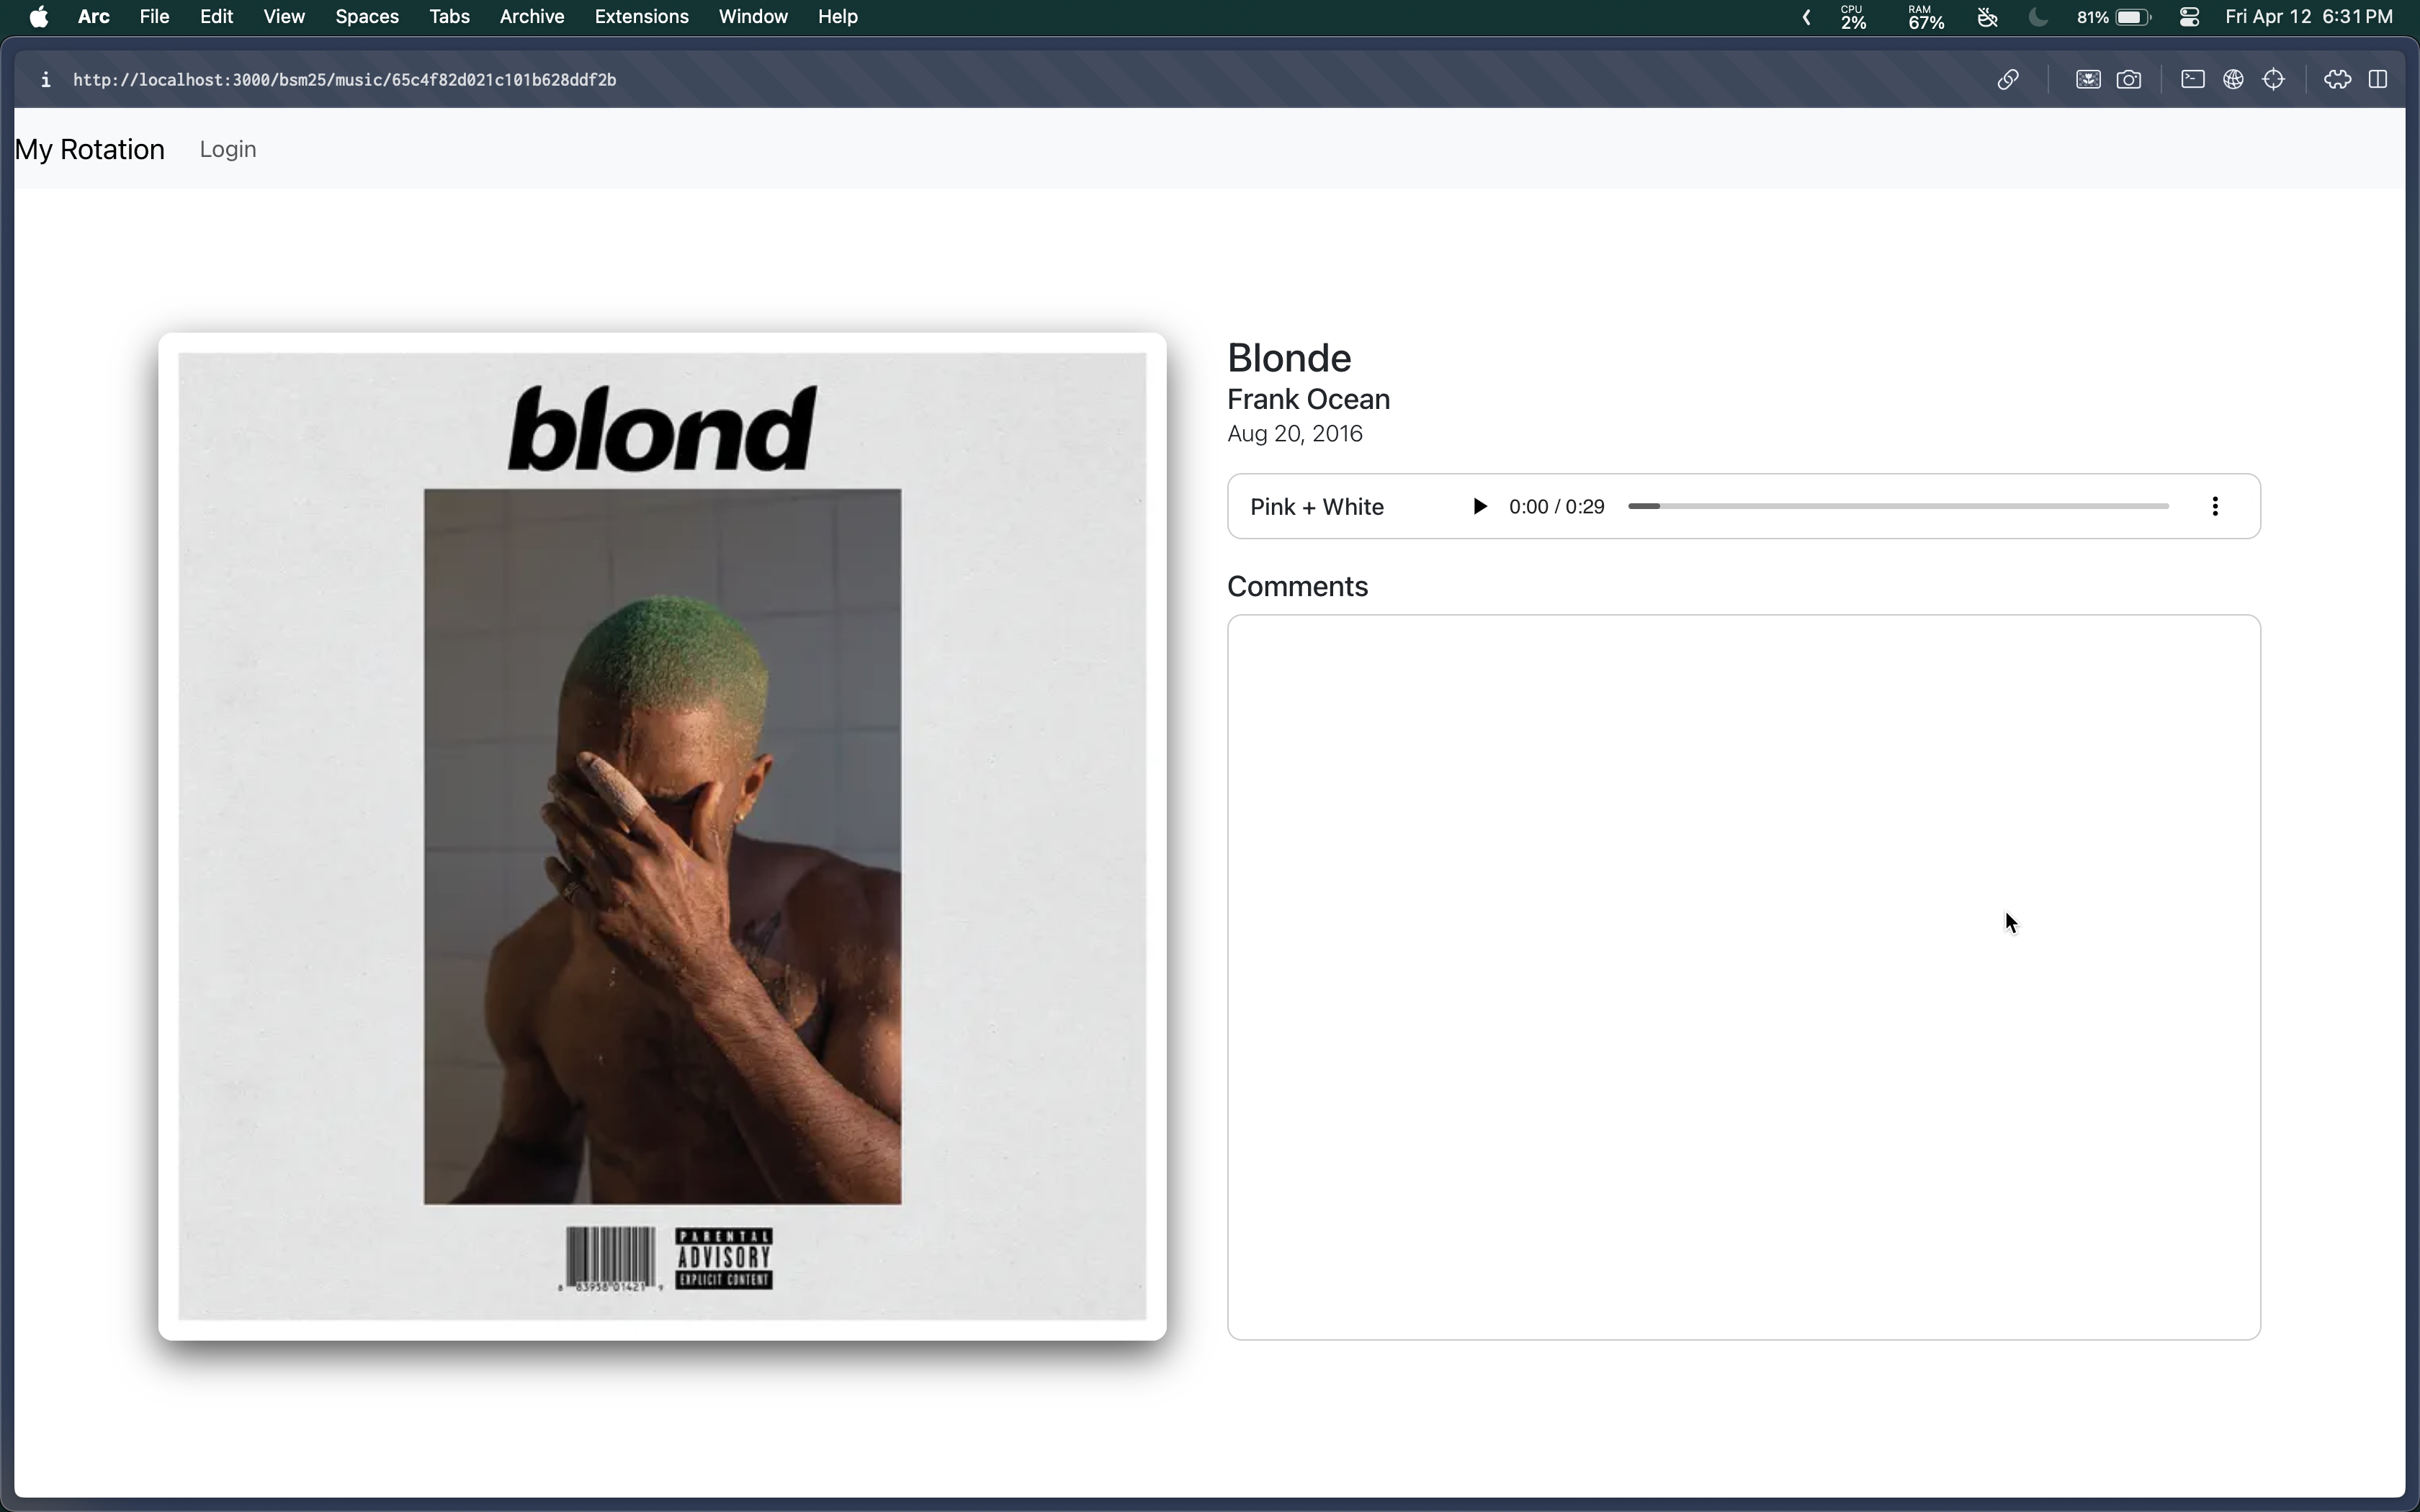 Arc File Edit View Spaces Tabs Archive Extensions Window Help CPU 2% RAM 67% 81% Fri Apr 12 6:31 PM
http://localhost:3000/bsm25/music/65c4f82d021c101b628ddf2b
My Rotation Login
blond
PARENTAL
ADVISORY
EXPLICIT CONTENT
Blonde
Frank Ocean
Aug 20, 2016
Pink + White 0:00 / 0:29
Comments